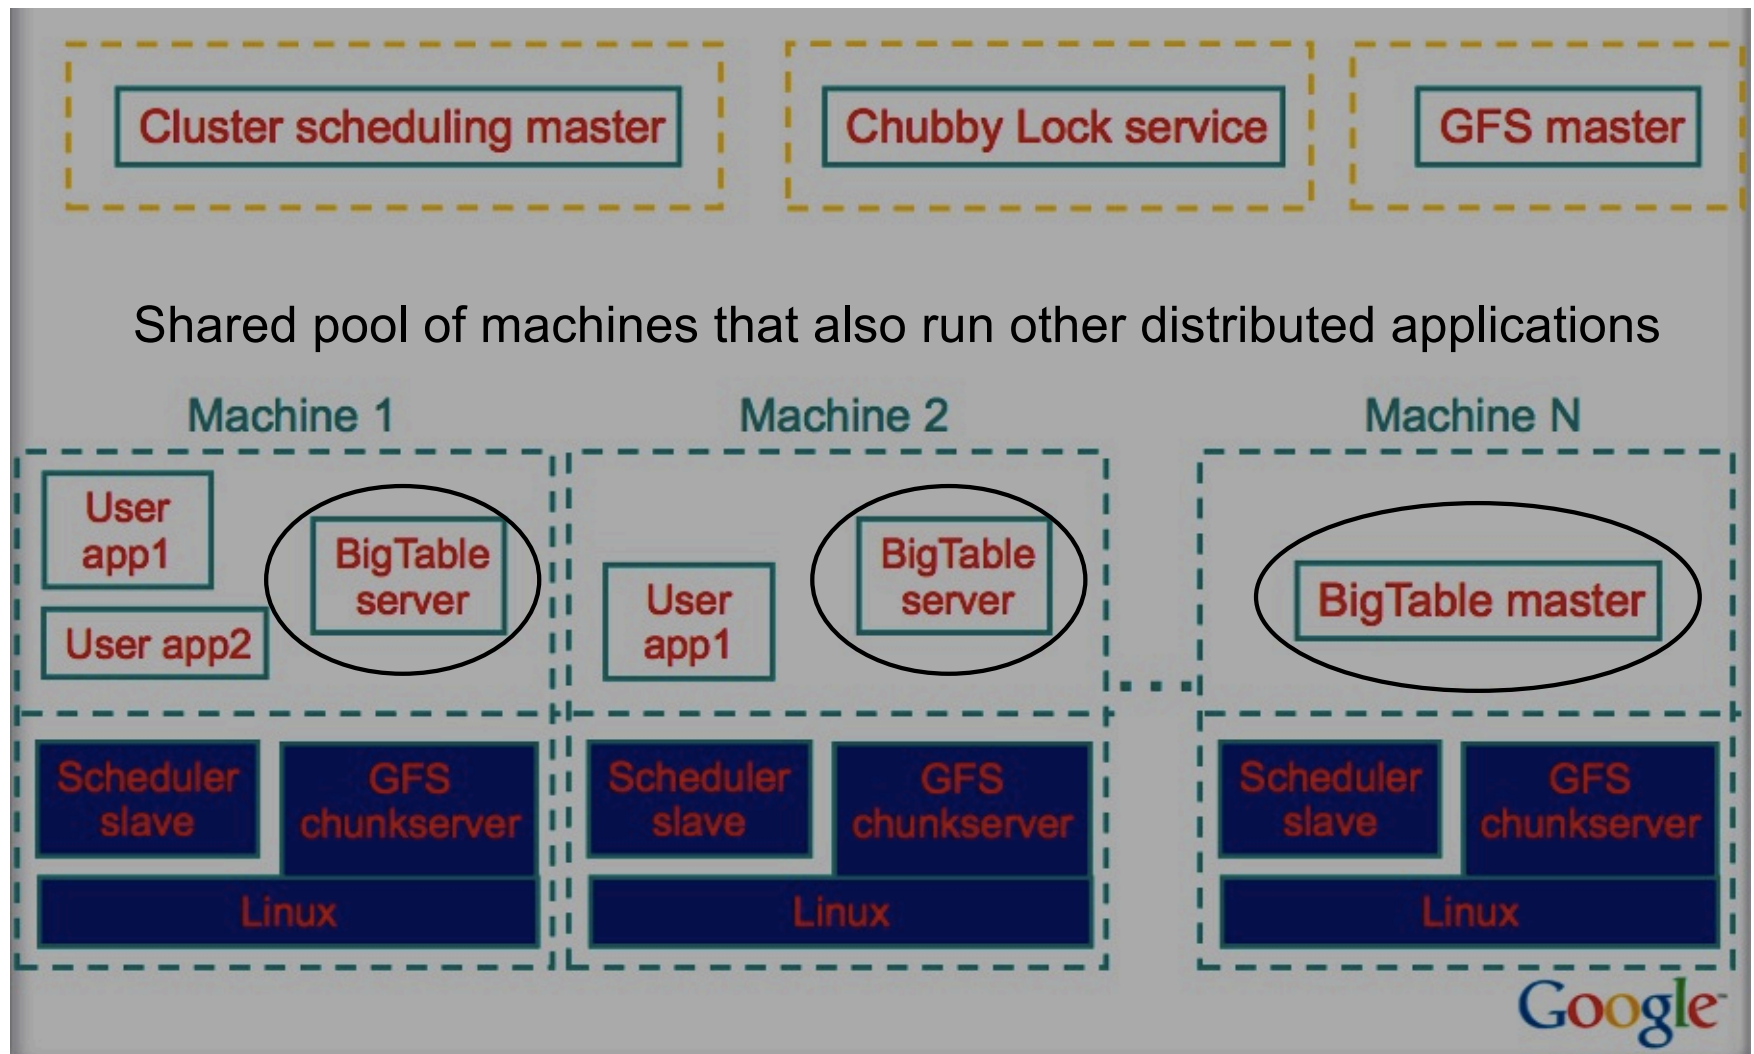 Cluster scheduling master
Chubby Lock service
GFS master
Shared pool of machines that also run other distributed applications
Machine 1
Machine 2
Machine N
User
app1
BigTable
server
User app2
User
app1
BigTable
server
...
BigTable master
Scheduler
slave
GFS
chunkserver
Linux
Scheduler
slave
GFS
chunkserver
Linux
Scheduler
slave
GFS
chunkserver
Linux
Google™